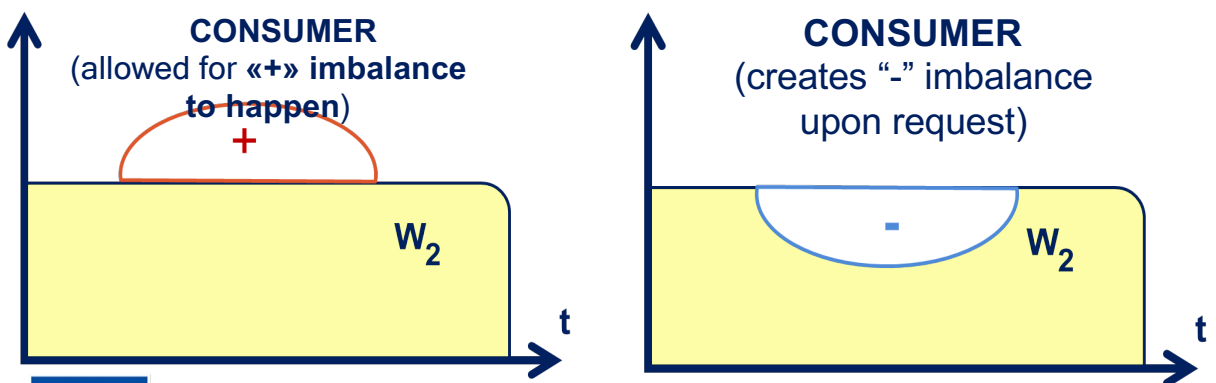 CONSUMER
(allowed for «+» imbalance
to happen)
+
W2
t
CONSUMER
(creates “-” imbalance
upon request)
-
W2
t